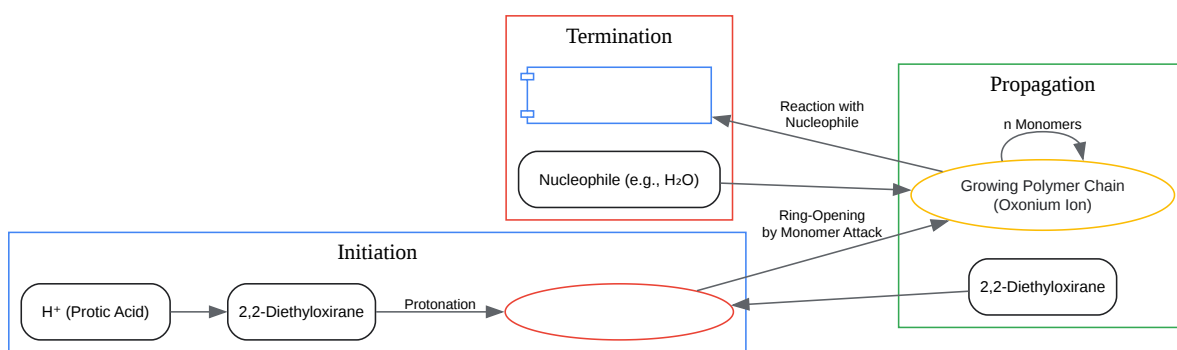 Termination
Nucleophile (e.g., H₂O)
Reaction with
Nucleophile
Propagation
n Monomers
Growing Polymer Chain
(Oxonium Ion)
2,2-Diethyloxirane
Ring-Opening
by Monomer Attack
Initiation
H⁺ (Protic Acid)
2,2-Diethyloxirane
Protonation